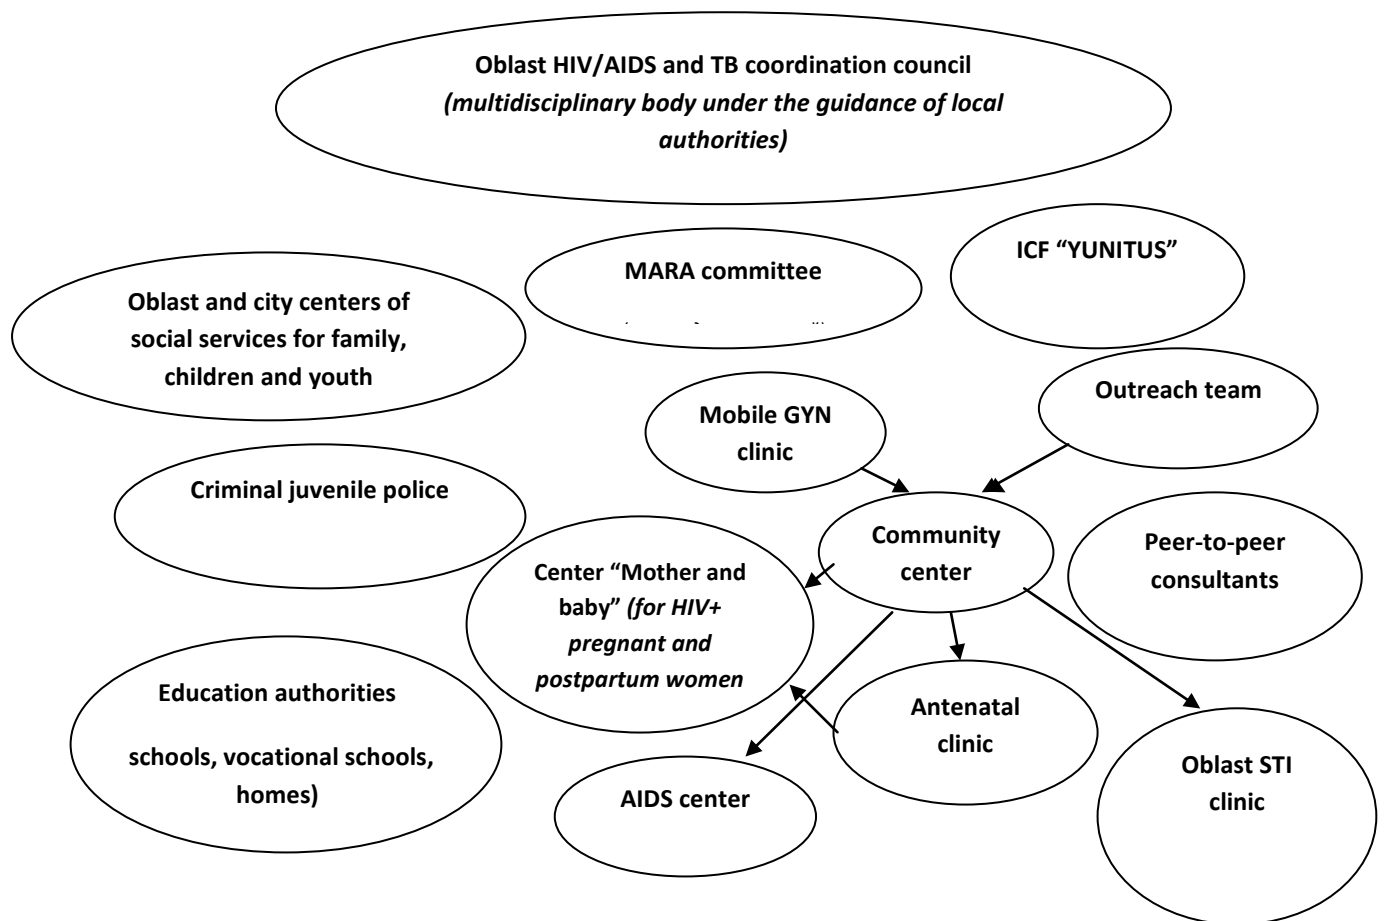 Oblast HIV/AIDS and TB coordination council
(multidisciplinary body under the guidance of local
authorities)
ICF “YUNITUS”
MARA committee
Oblast and city centers of
social services for family,
children and youth
Outreach team
Mobile GYN
clinic
Criminal juvenile police
Community
center
Peer-to-peer
consultants
Center “Mother and
baby” (for HIV+
pregnant and
postpartum women
Education authorities
schools, vocational schools,
homes)
Antenatal
clinic
Oblast STI
clinic
AIDS center